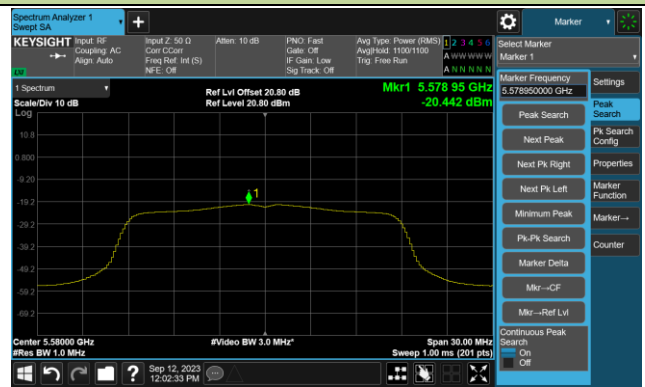 Spectrum Analyzer 1
Swept SA
Marker
KEYSIGHT
Input: RF
Coupling: AC
Align: Auto
Input Z: 50 Ω
Corr CCorr
Freq Ref: Int (S)
NFE: Off
Atten: 10 dB
PNO: Fast
Gate: Off
IF Gain: Low
Sig Track: Off
Avg Type: Power (RMS)
Avg|Hold: 1100/1100
Trig: Free Run
1 2 3 4 5 6
A W W W W W
A N N N N N
Select Marker
Marker 1
1 Spectrum
Scale/Div 10 dB
Log
Ref Lvl Offset 20.80 dB
Ref Level 20.80 dBm
Mkr1 5.578 95 GHz
-20.442 dBm
10.8
0.800
-9.20
-19.2
-29.2
-39.2
-49.2
-59.2
-69.2
1
Center 5.58000 GHz
#Res BW 1.0 MHz
#Video BW 3.0 MHz*
Span 30.00 MHz
Sweep 1.00 ms (201 pts)
Marker Frequency
5.578950000 GHz
Peak Search
Next Peak
Next Pk Right
Next Pk Left
Minimum Peak
Pk-Pk Search
Marker Delta
Mkr→CF
Mkr→Ref Lvl
Continuous Peak
Search
On
Off
Settings
Peak
Search
Pk Search
Config
Properties
Marker
Function
Marker→
Counter
?
Sep 12, 2023
12:02:33 PM